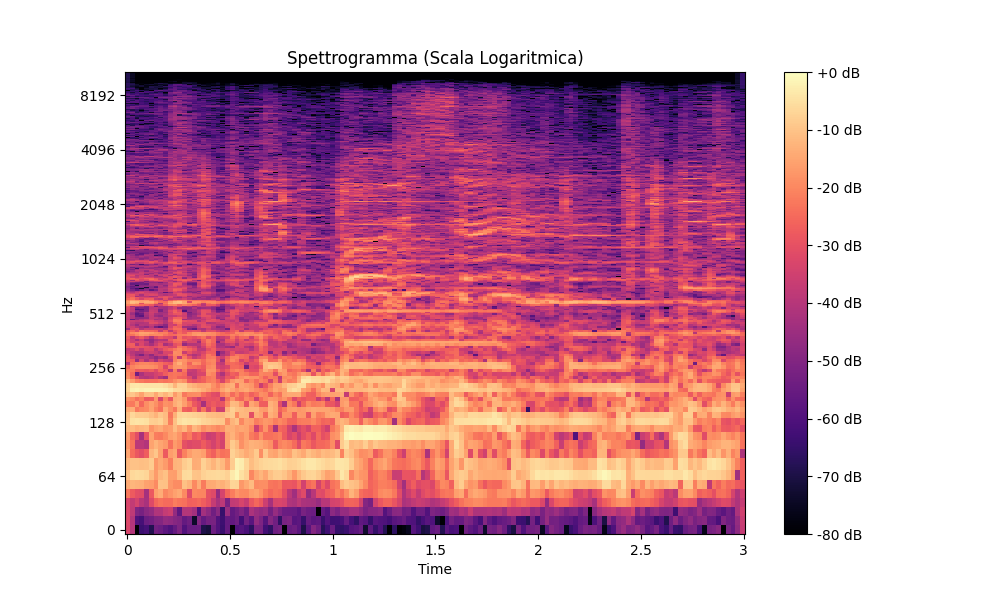 Spettrogramma (Scala Logaritmica)
8192
4096
2048
1024
512
256
128
64
0
Hz
0
0.5
1
1.5
2
2.5
3
Time
+0 dB
-10 dB
-20 dB
-30 dB
-40 dB
-50 dB
-60 dB
-70 dB
-80 dB